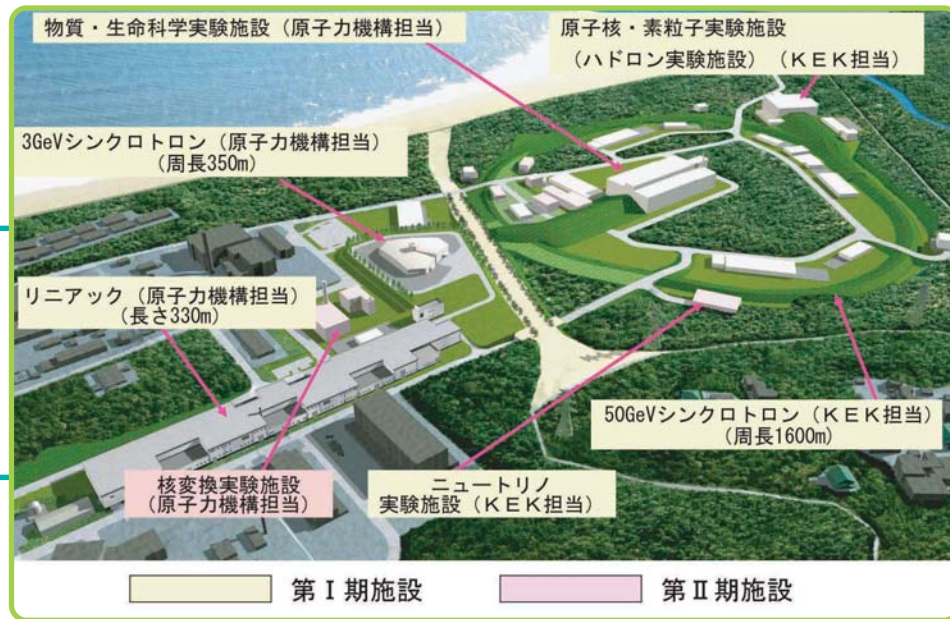 物質・生命科学実験施設（原子力機構担当）
原子核・素粒子実験施設
（ハドロン実験施設）（ＫＥＫ担当）
3GeVシンクロトロン（原子力機構担当）
（周長350m）
リニアック（原子力機構担当）
（長さ330m）
50GeVシンクロトロン（ＫＥＫ担当）
（周長1600m）
核変換実験施設
（原子力機構担当）
ニュートリノ
実験施設（ＫＥＫ担当）
第Ⅰ期施設
第Ⅱ期施設